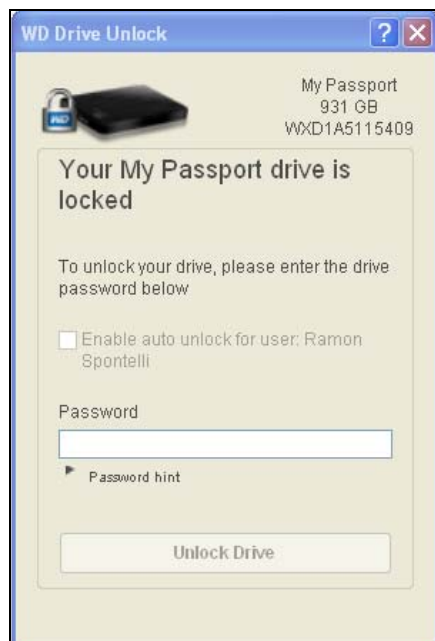 WD Drive Unlock
?
My Passport
931 GB
WXD1A5115409
WD
Your My Passport drive is
locked
To unlock your drive, please enter the drive
password below
Enable auto unlock for user: Ramon
Spontelli
Password
Password hint
Unlock Drive